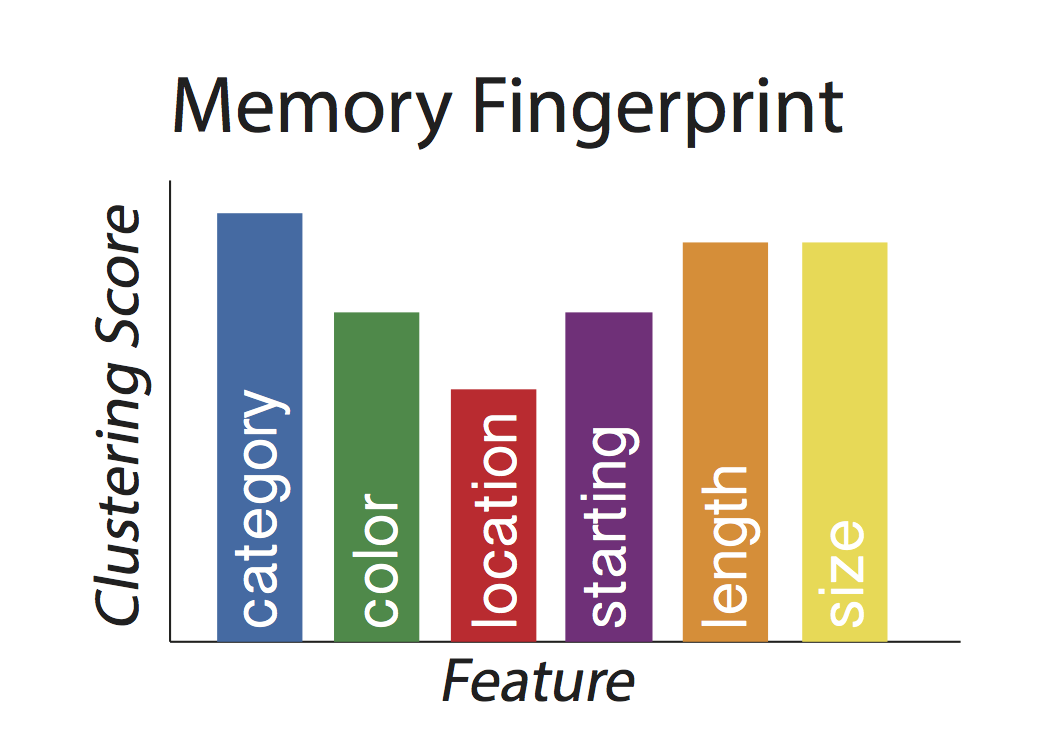 Memory Fingerprint
Clustering Score
category
color
location
starting
length
size
Feature